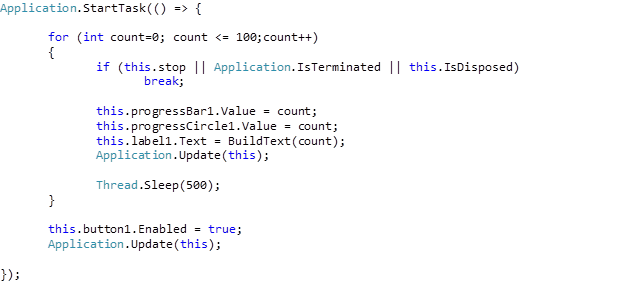 Application.StartTask(() => {
for (int count=0; count <= 100;count++)
{
if (this.stop || Application.IsTerminated || this.IsDisposed)
break;
this.progressBar1.Value = count;
this.progressCircle1.Value = count;
this.label1.Text = BuildText(count);
Application.Update(this);
Thread.Sleep(500);
}
this.button1.Enabled = true;
Application.Update(this);
});